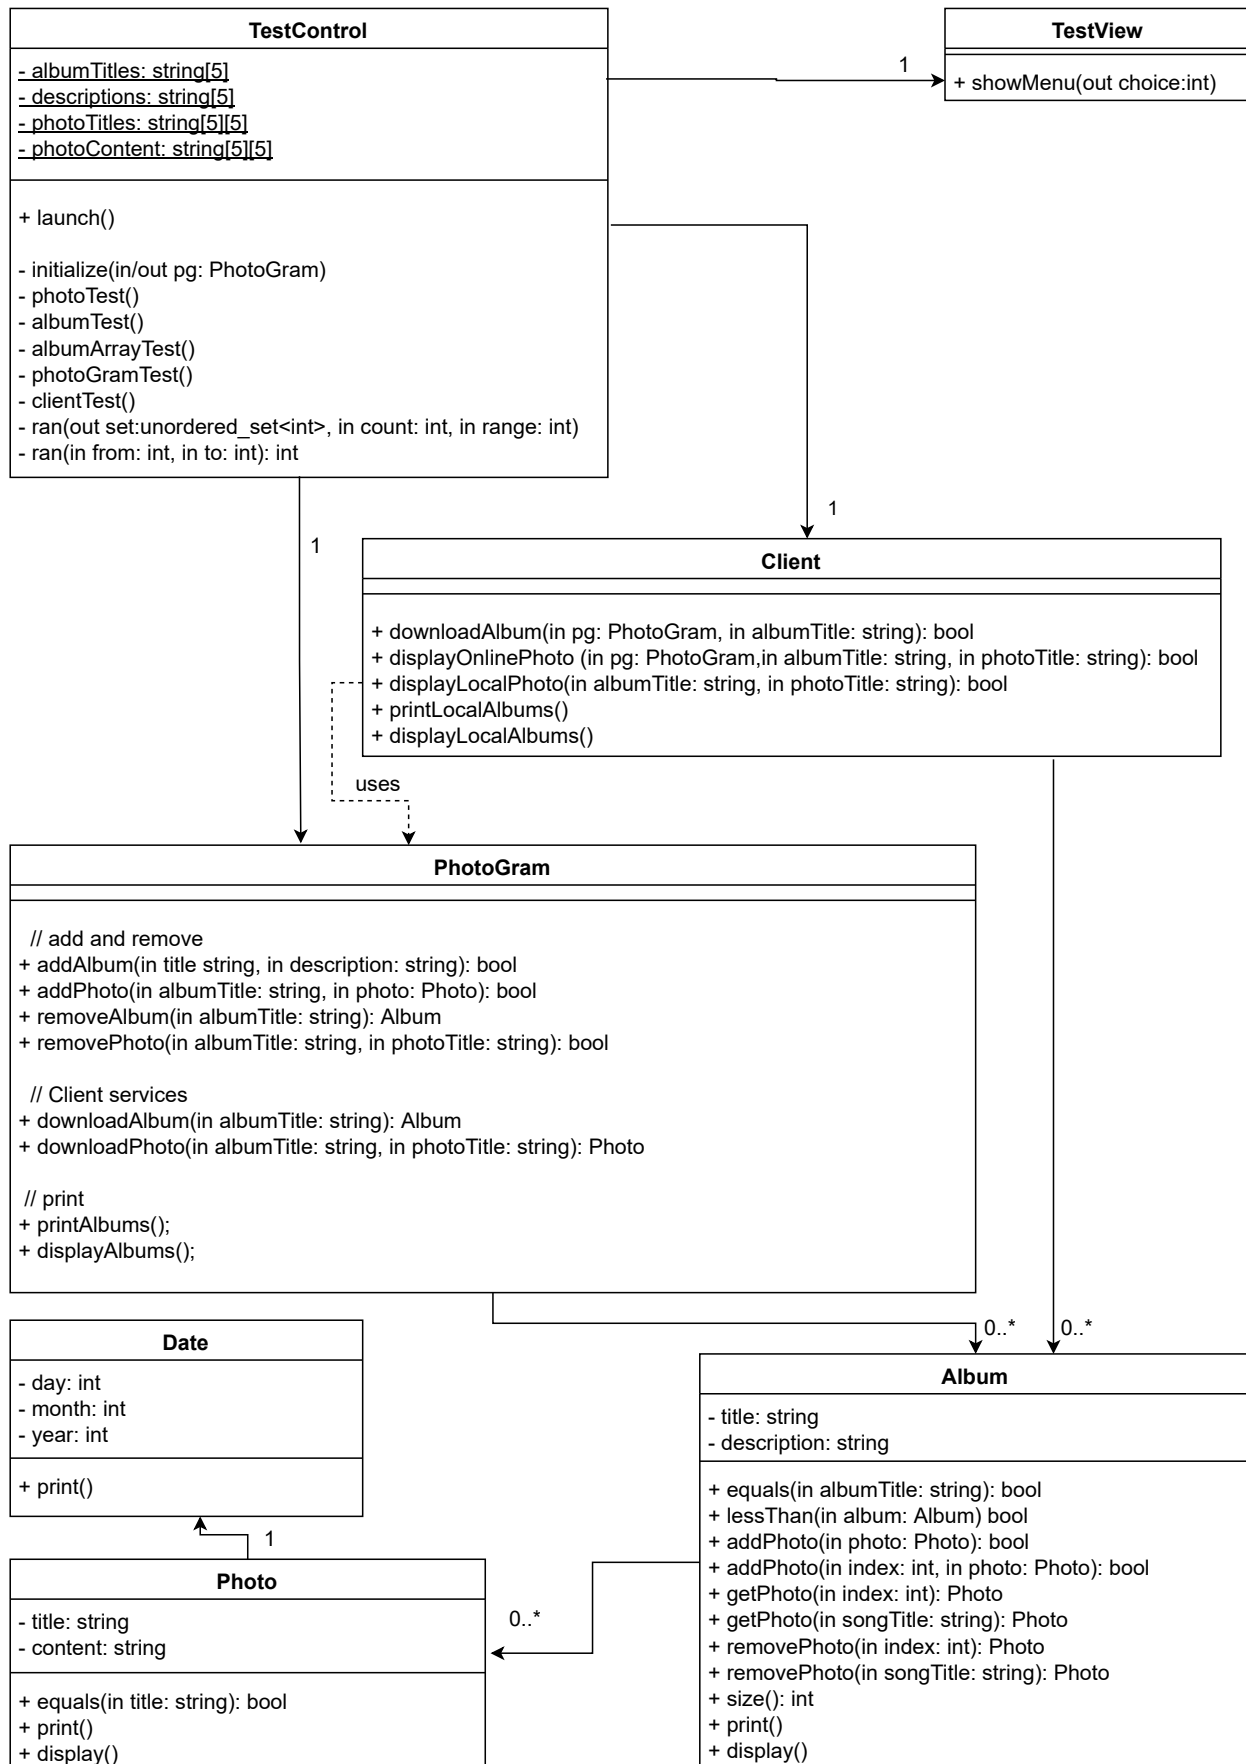 TestControl
- albumTitles: string[5]
- descriptions: string[5]
- photoTitles: string[5][5]
- photoContent: string[5][5]
+ launch()
- initialize(in/out pg: PhotoGram)
- photoTest()
- albumTest()
- albumArrayTest()
- photoGramTest()
- clientTest()
- ran(out set:unordered_set<int>, in count: int, in range: int)
- ran(in from: int, in to: int): int
1
TestView
+ showMenu(out choice:int)
1
1
Client
+ downloadAlbum(in pg: PhotoGram, in albumTitle: string): bool
+ displayOnlinePhoto (in pg: PhotoGram,in albumTitle: string, in photoTitle: string): bool
+ displayLocalPhoto(in albumTitle: string, in photoTitle: string): bool
+ printLocalAlbums()
+ displayLocalAlbums()
uses
PhotoGram
// add and remove
+ addAlbum(in title string, in description: string): bool
+ addPhoto(in albumTitle: string, in photo: Photo): bool
+ removeAlbum(in albumTitle: string): Album
+ removePhoto(in albumTitle: string, in photoTitle: string): bool
// Client services
+ downloadAlbum(in albumTitle: string): Album
+ downloadPhoto(in albumTitle: string, in photoTitle: string): Photo
// print
+ printAlbums();
+ displayAlbums();
0..*
0..*
Date
- day: int
- month: int
- year: int
+ print()
1
Photo
- title: string
- content: string
+ equals(in title: string): bool
+ print()
+ display()
0..*
Album
- title: string
- description: string
+ equals(in albumTitle: string): bool
+ lessThan(in album: Album) bool
+ addPhoto(in photo: Photo): bool
+ addPhoto(in index: int, in photo: Photo): bool
+ getPhoto(in index: int): Photo
+ getPhoto(in songTitle: string): Photo
+ removePhoto(in index: int): Photo
+ removePhoto(in songTitle: string): Photo
+ size(): int
+ print()
+ display()